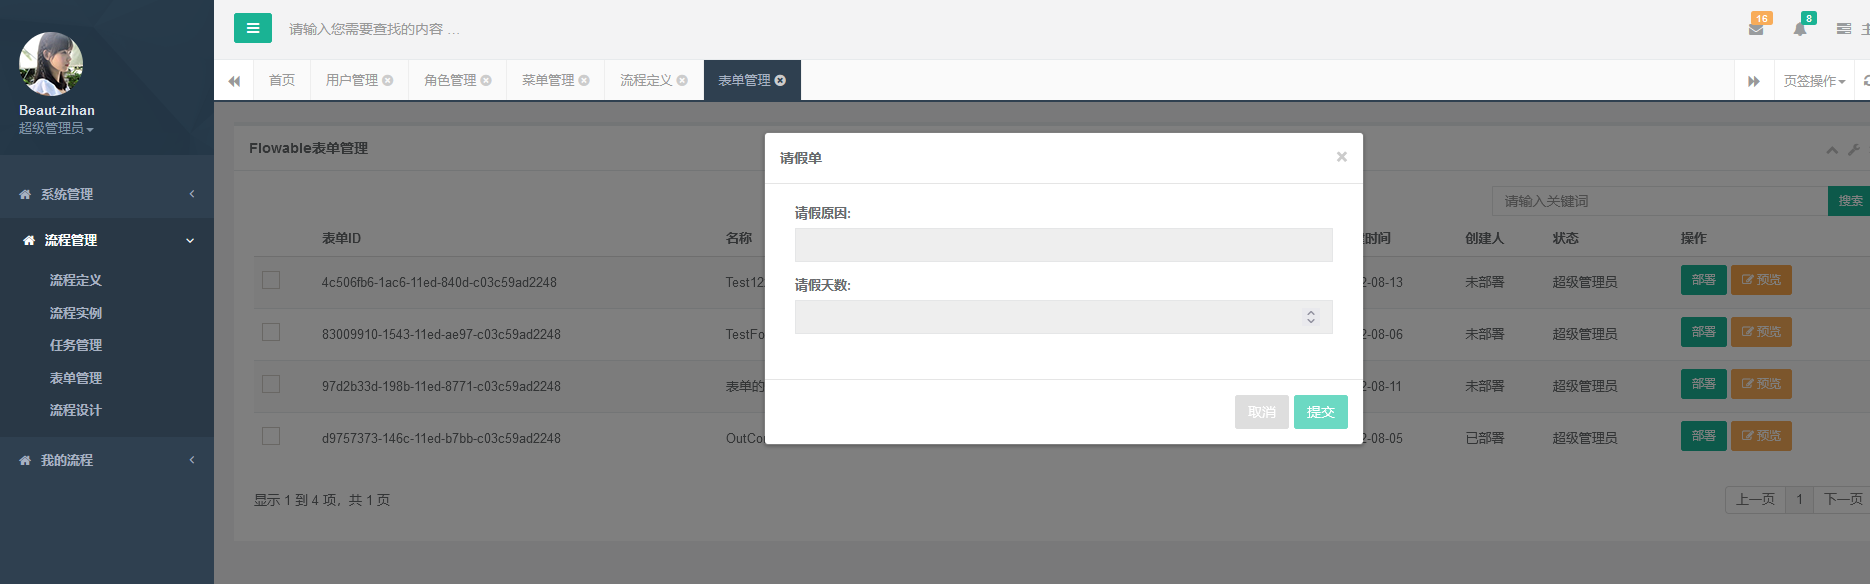 请输入您需要查找的内容 …
16
8
主
Beaut-zihan
超级管理员
首页
用户管理
角色管理
菜单管理
流程定义
表单管理
页签操作
系统管理
流程管理
流程定义
流程实例
任务管理
表单管理
流程设计
我的流程
Flowable表单管理
请输入关键词
搜索
表单ID 名称 时间 创建人 状态 操作
4c506fb6-1ac6-11ed-840d-c03c59ad2248 Test12 2-08-13 未部署 超级管理员 部署 预览
83009910-1543-11ed-ae97-c03c59ad2248 TestFo 2-08-06 未部署 超级管理员 部署 预览
97d2b33d-198b-11ed-8771-c03c59ad2248 表单的 2-08-11 未部署 超级管理员 部署 预览
d9757373-146c-11ed-b7bb-c03c59ad2248 OutCo 2-08-05 已部署 超级管理员 部署 预览
显示 1 到 4 项，共 1 页
上一页 1 下一页
请假单
请假原因:
请假天数:
取消 提交